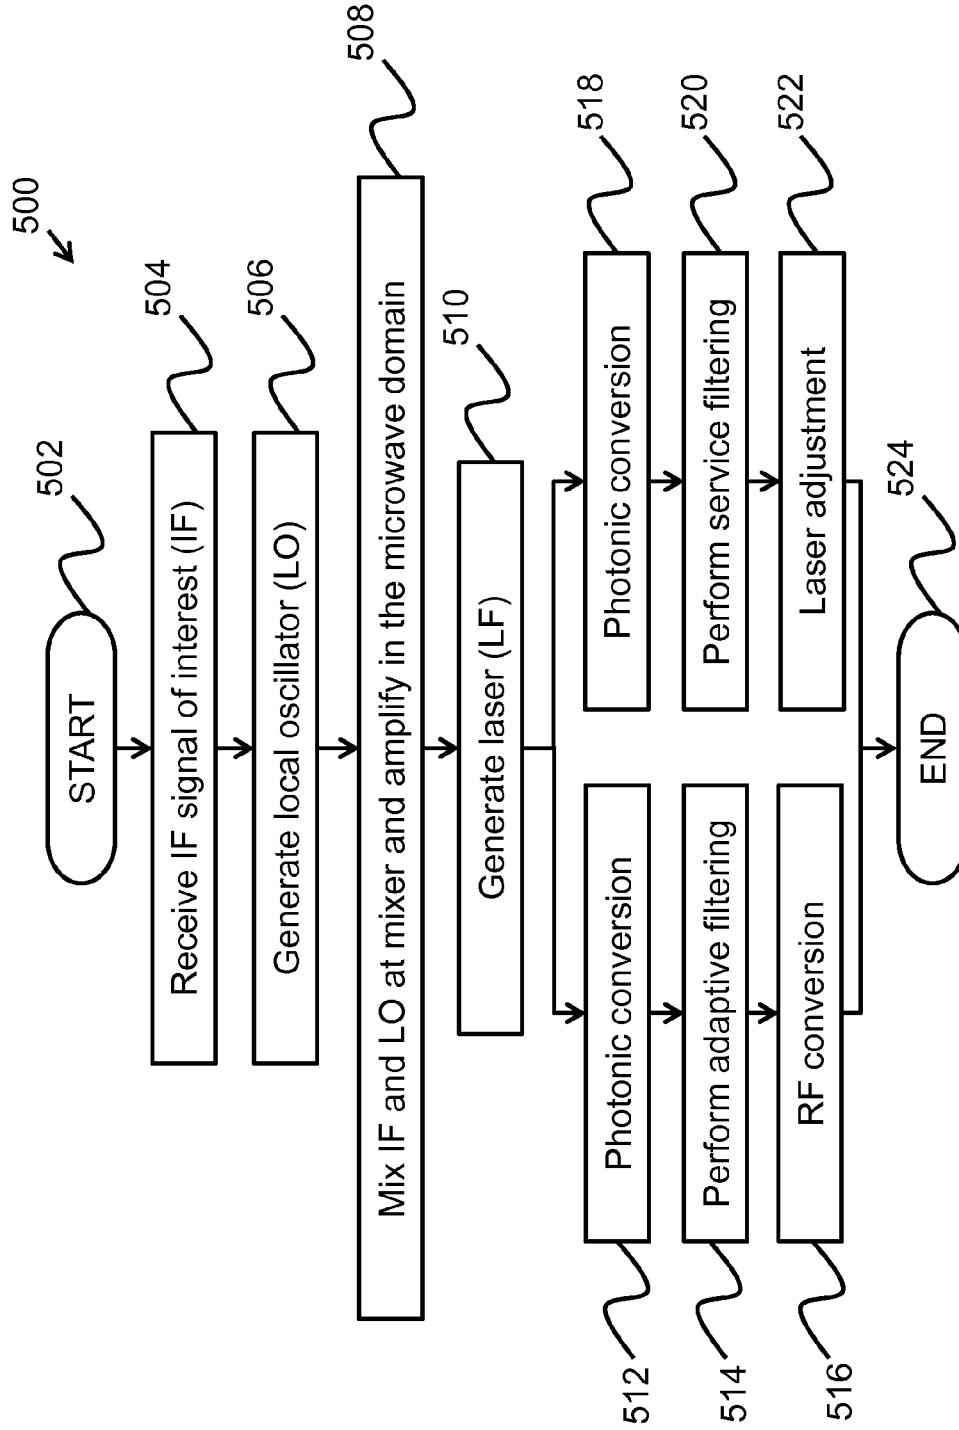 500
START
502
Receive IF signal of interest (IF)
504
Generate local oscillator (LO)
506
Mix IF and LO at mixer and amplify in the microwave domain
508
Generate laser (LF)
510
Photonic conversion
512
Photonic conversion
518
Perform adaptive filtering
514
Perform service filtering
520
RF conversion
516
Laser adjustment
522
END
524